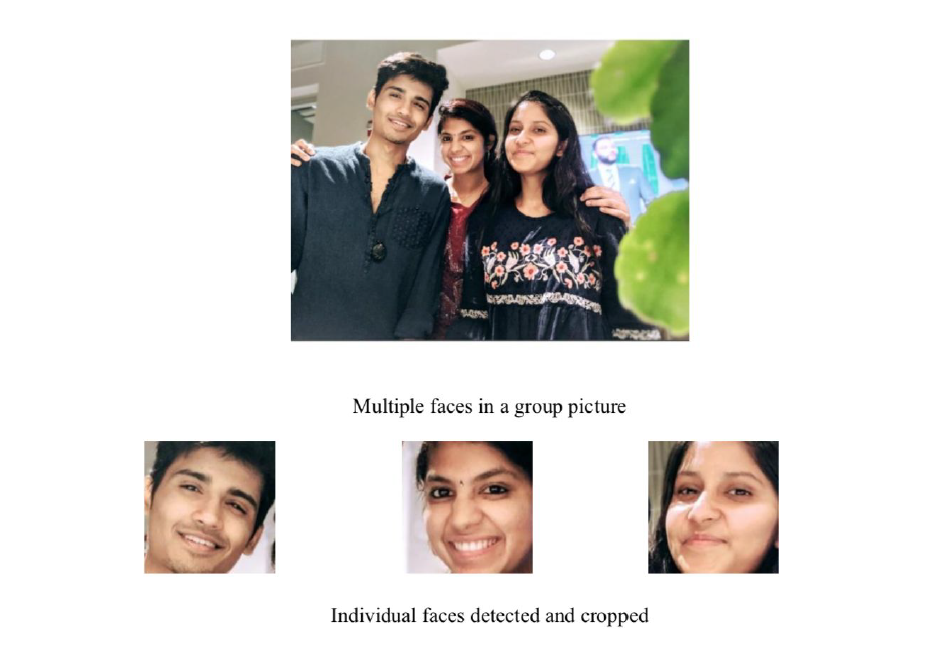 Multiple faces in a group picture
Individual faces detected and cropped